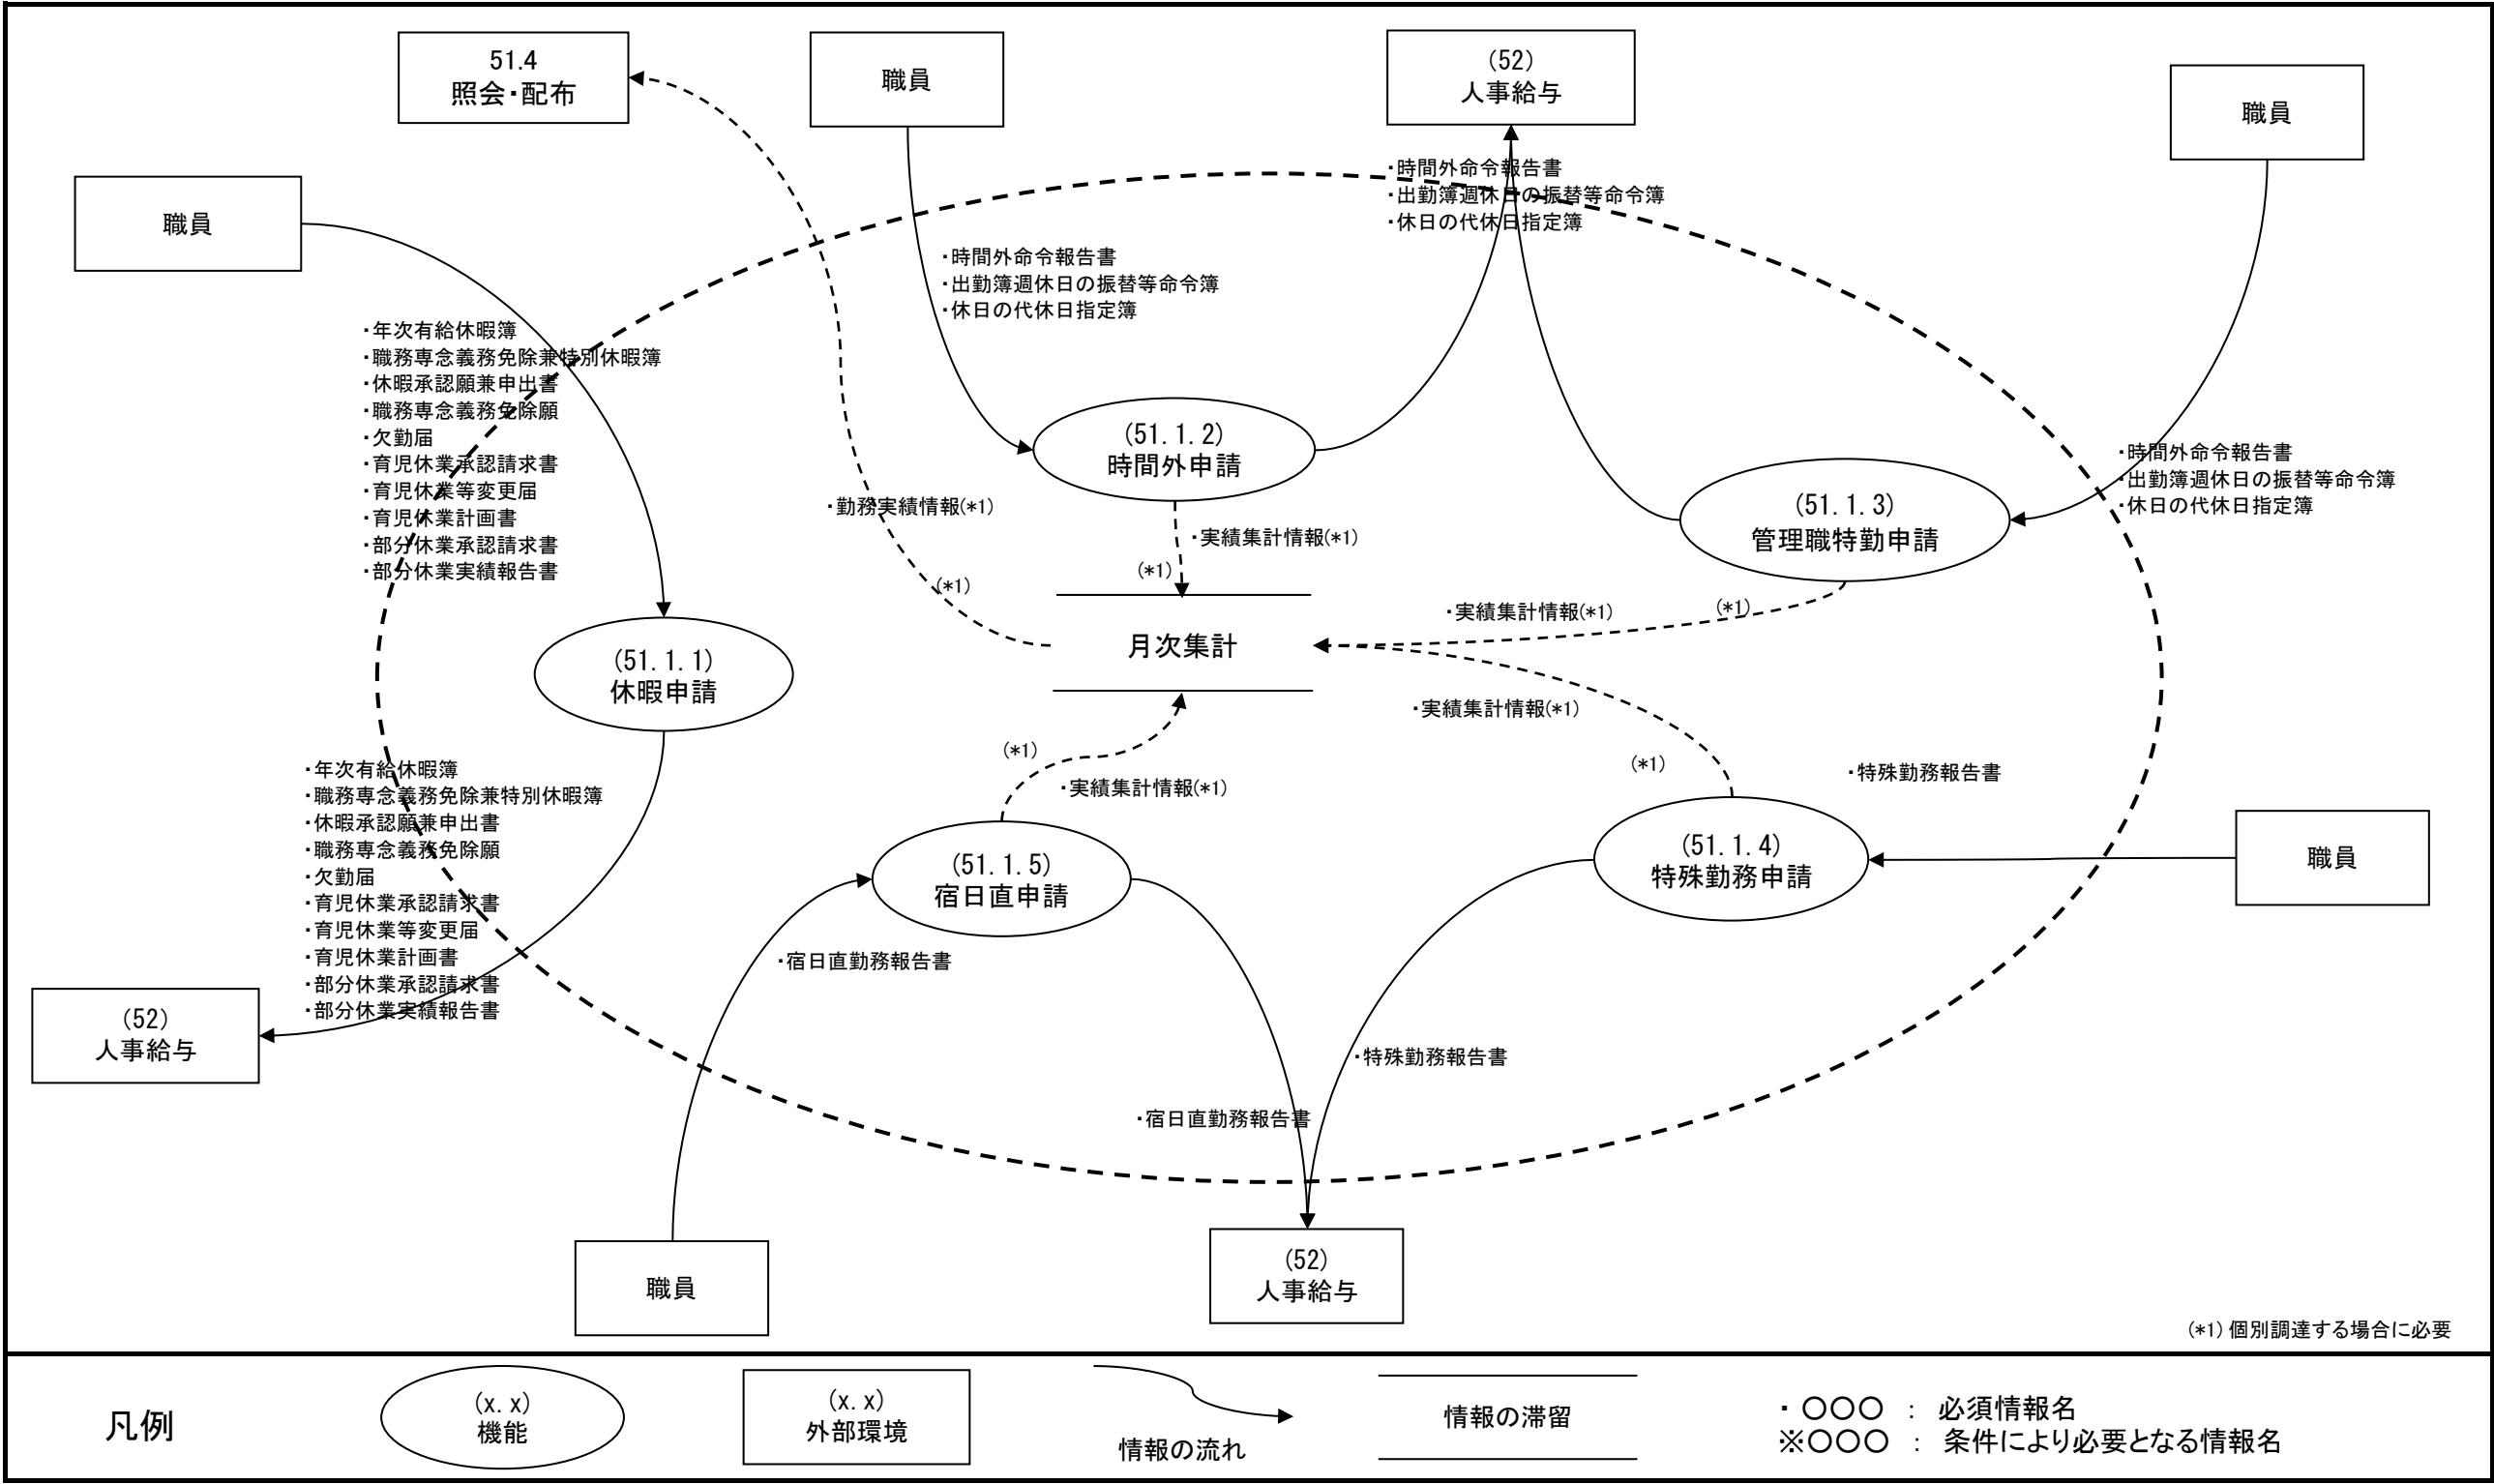 51.4
照会・配布
職員
(52)
人事給与
職員
職員
・時間外命令報告書
・出勤簿週休日の振替等命令簿
・休日の代休日指定簿
・時間外命令報告書
・出勤簿週休日の振替等命令簿
・休日の代休日指定簿
・年次有給休暇簿
・職務専念義務免除兼特別休暇簿
・休暇承認願兼申出書
・職務専念義務免除願
・欠勤届
・育児休業承認請求書
・育児休業等変更届
・育児休業計画書
・部分休業承認請求書
・部分休業実績報告書
(51.1.2)
時間外申請
・時間外命令報告書
・出勤簿週休日の振替等命令簿
・休日の代休日指定簿
(51.1.3)
管理職特勤申請
・勤務実績情報(*1)
・実績集計情報(*1)
(*1)
(*1)
・実績集計情報(*1)
(*1)
月次集計
(51.1.1)
休暇申請
・実績集計情報(*1)
(*1)
・実績集計情報(*1)
(*1)
・特殊勤務報告書
・年次有給休暇簿
・職務専念義務免除兼特別休暇簿
・休暇承認願兼申出書
・職務専念義務免除願
・欠勤届
・育児休業承認請求書
・育児休業等変更届
・育児休業計画書
・部分休業承認請求書
・部分休業実績報告書
(51.1.5)
宿日直申請
(51.1.4)
特殊勤務申請
職員
・宿日直勤務報告書
(52)
人事給与
・特殊勤務報告書
・宿日直勤務報告書
職員
(52)
人事給与
(*1)個別調達する場合に必要
凡例
(x.x)
機能
(x.x)
外部環境
情報の流れ
情報の滞留
・〇〇〇 : 必須情報名
※〇〇〇 : 条件により必要となる情報名